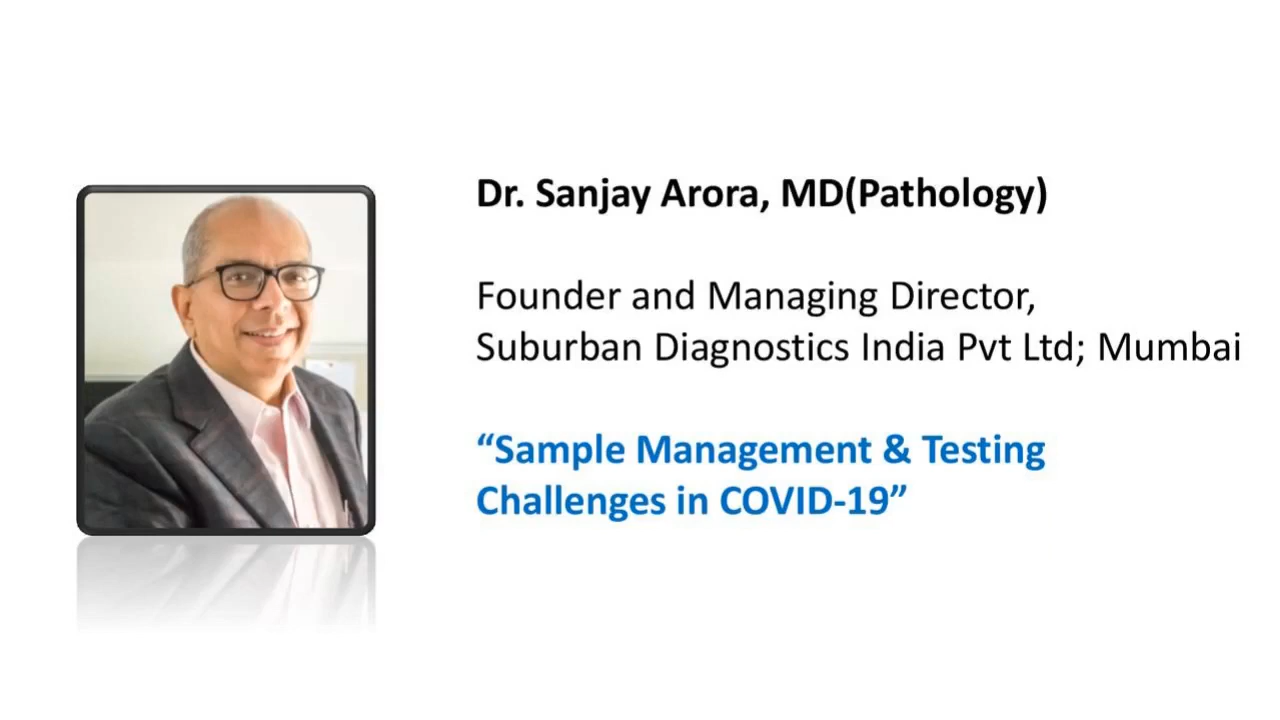 Dr. Sanjay Arora, MD(Pathology)
Founder and Managing Director,
Suburban Diagnostics India Pvt Ltd; Mumbai
“Sample Management & Testing
Challenges in COVID-19”